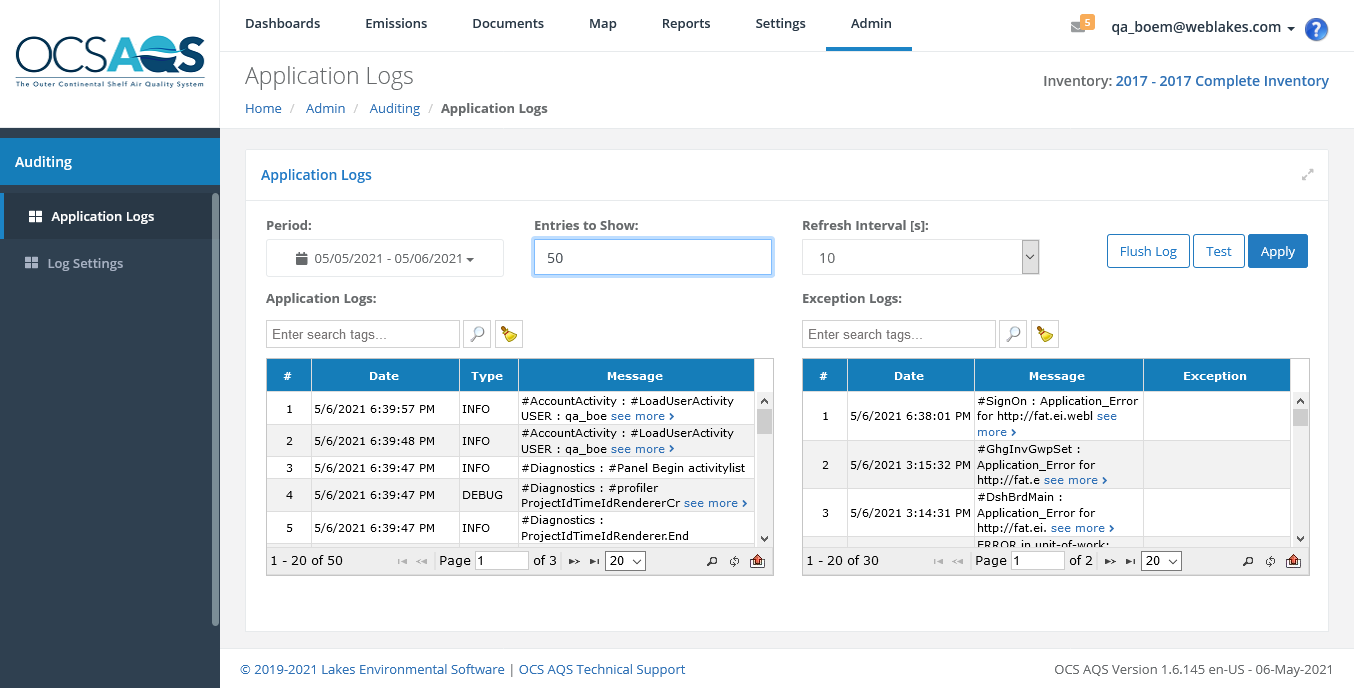 OCSAQS
The Outer Continental Shelf Air Quality System
Dashboards Emissions Documents Map Reports Settings Admin
5 qa_boem@weblakes.com ?
Application Logs
Inventory: 2017 - 2017 Complete Inventory
Home / Admin / Auditing / Application Logs
Auditing
Application Logs
Log Settings
Application Logs
Period: Entries to Show: Refresh Interval [s]:
05/05/2021 - 05/06/2021 50 10 Flush Log Test Apply
Application Logs:
Enter search tags...
# Date Type Message
1 5/6/2021 6:39:57 PM INFO #AccountActivity : #LoadUserActivity
USER : qa_boe see more ›
2 5/6/2021 6:39:48 PM INFO #AccountActivity : #LoadUserActivity
USER : qa_boe see more ›
3 5/6/2021 6:39:47 PM INFO #Diagnostics : #Panel Begin activitylist
4 5/6/2021 6:39:47 PM DEBUG #Diagnostics : #profiler
ProjectIdTimeIdRendererCr see more ›
5 5/6/2021 6:39:47 PM INFO #Diagnostics :
ProjectIdTimeIdRenderer.End
1 - 20 of 50 Page 1 of 3 20
Exception Logs:
Enter search tags...
# Date Message Exception
1 5/6/2021 6:38:01 PM #SignOn : Application_Error
for http://fat.ei.webl see
more ›
2 5/6/2021 3:15:32 PM #GhgInvGwpSet :
Application_Error for
http://fat.e see more ›
3 5/6/2021 3:14:31 PM #DshBrdMain :
Application_Error for
http://fat.ei. see more ›
ERROR in unit-of-work:
1 - 20 of 30 Page 1 of 2 20
© 2019-2021 Lakes Environmental Software | OCS AQS Technical Support
OCS AQS Version 1.6.145 en-US - 06-May-2021